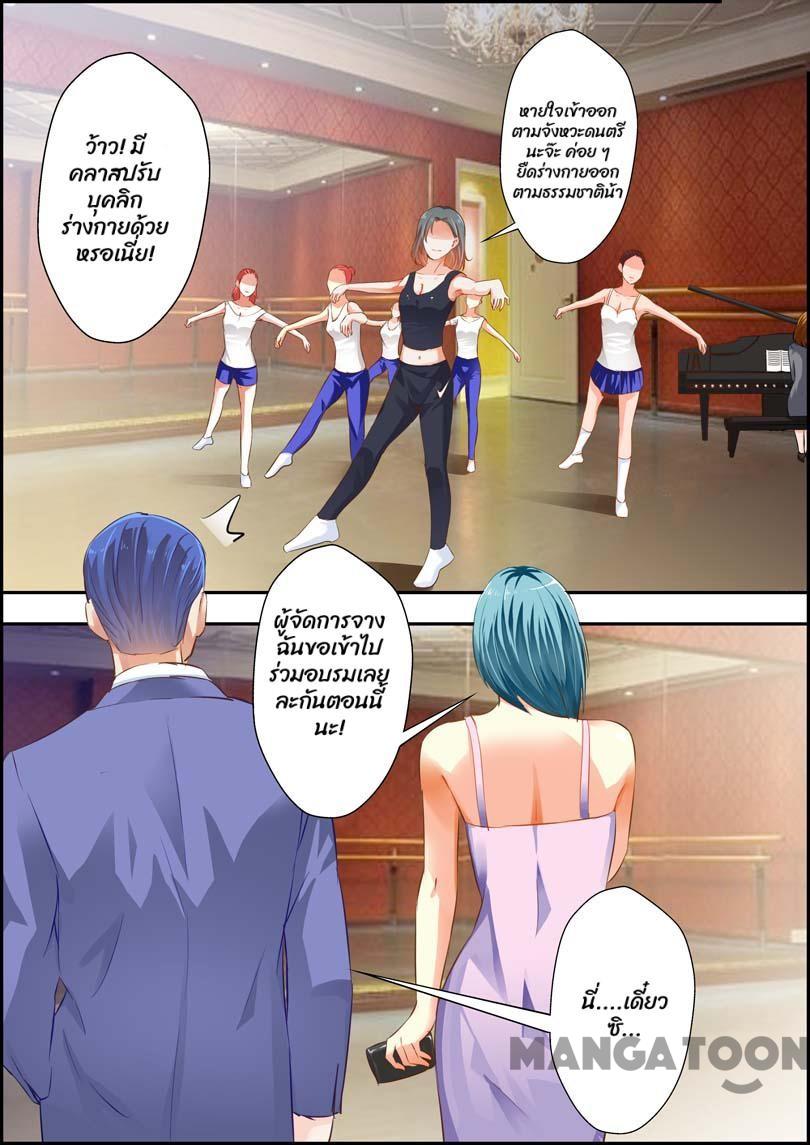 ว้าว! มี
คลาสปรับ
บุคลิก
ร่างกายด้วย
หรอเนี่ย!
หายใจเข้าออก
ตามจังหวะดนตรี
นะจ๊ะ ค่อย ๆ
ยืดร่างกายออก
ตามธรรมชาติน้า
ผู้จัดการจาง
ฉันขอเข้าไป
ร่วมอบรมเลย
ละกันตอนนี้
นะ!
นี่....เดี๋ยว
ซิ...
MANGATOON